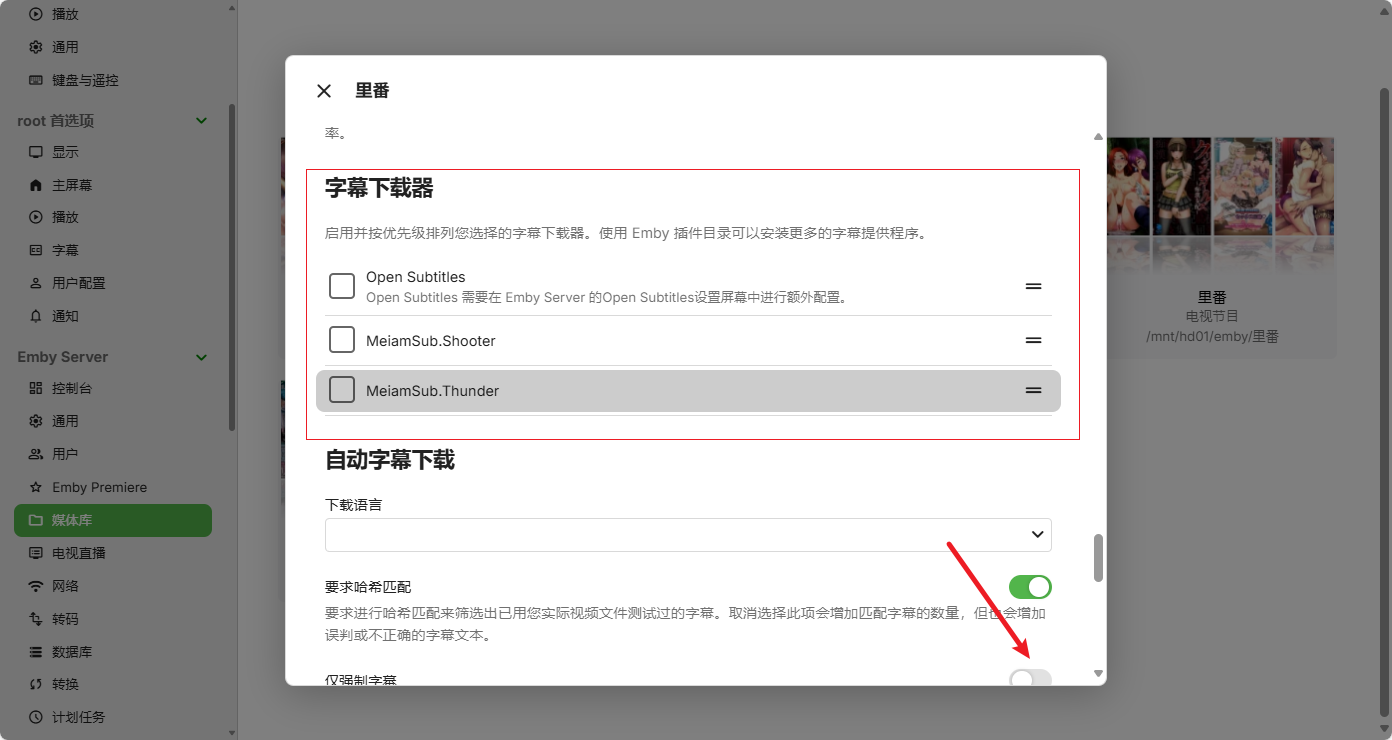 播放
通用
键盘与遥控
root 首选项
显示
主屏幕
播放
字幕
用户配置
通知
Emby Server
控制台
通用
用户
Emby Premiere
媒体库
电视直播
网络
转码
数据库
转换
计划任务
里番
率。
字幕下载器
启用并按优先级排列您选择的字幕下载器。使用 Emby 插件目录可以安装更多的字幕提供程序。
Open Subtitles
Open Subtitles 需要在 Emby Server 的Open Subtitles设置屏幕中进行额外配置。
MeiamSub.Shooter
MeiamSub.Thunder
自动字幕下载
下载语言
要求哈希匹配
要求进行哈希匹配来筛选出已用您实际视频文件测试过的字幕。取消选择此项会增加匹配字幕的数量，但也会增加
误判或不正确的字幕文本。
仅强制字幕
里番
电视节目
/mnt/hd01/emby/里番